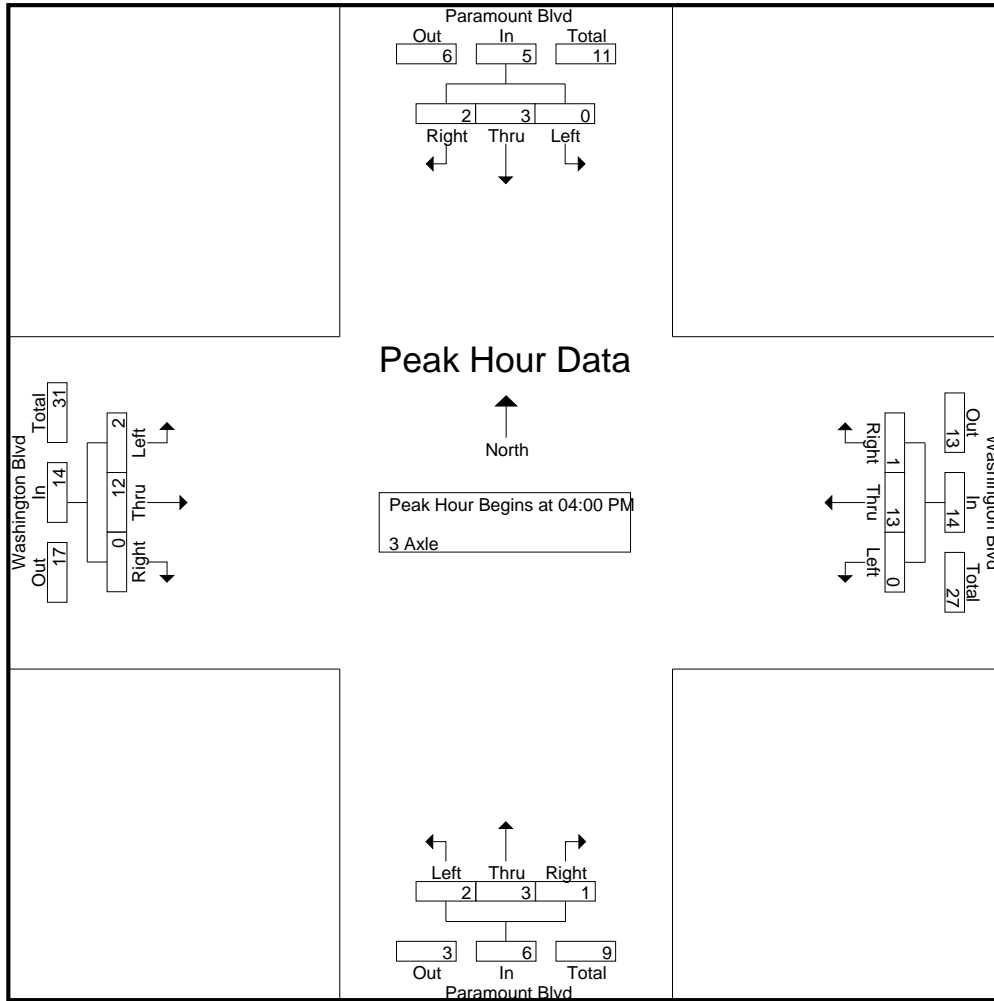 Paramount Blvd
Out In Total
6 5 11
2 3 0
Right Thru Left
Peak Hour Data
North
Peak Hour Begins at 04:00 PM
3 Axle
Washington Blvd
Total In Out
31 14 17
2 12 0
Left Thru Right
Washington Blvd
Out In Total
13 14 27
1 13 0
Right Thru Left
Left Thru Right
2 3 1
3 6 9
Out In Total
Paramount Blvd